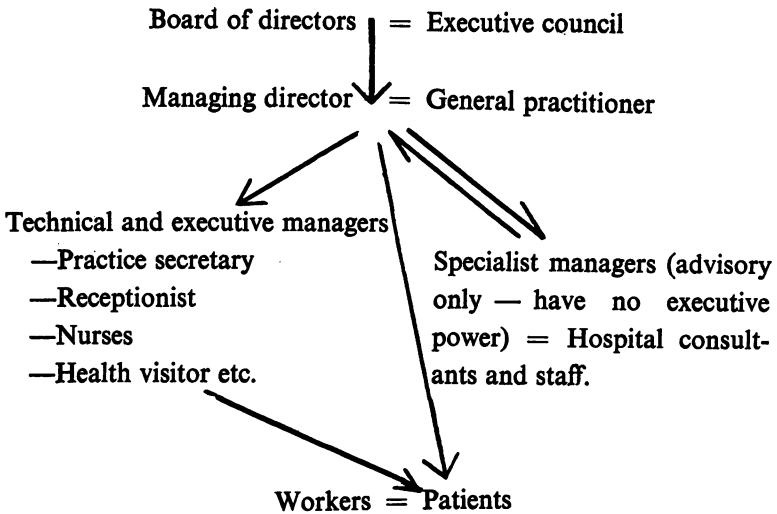 Board of directors = Executive council
Managing director = General practitioner
Technical and executive managers
—Practice secretary
—Receptionist
—Nurses
—Health visitor etc.
Specialist managers (advisory
only — have no executive
power) = Hospital consult-
ants and staff.
Workers = Patients